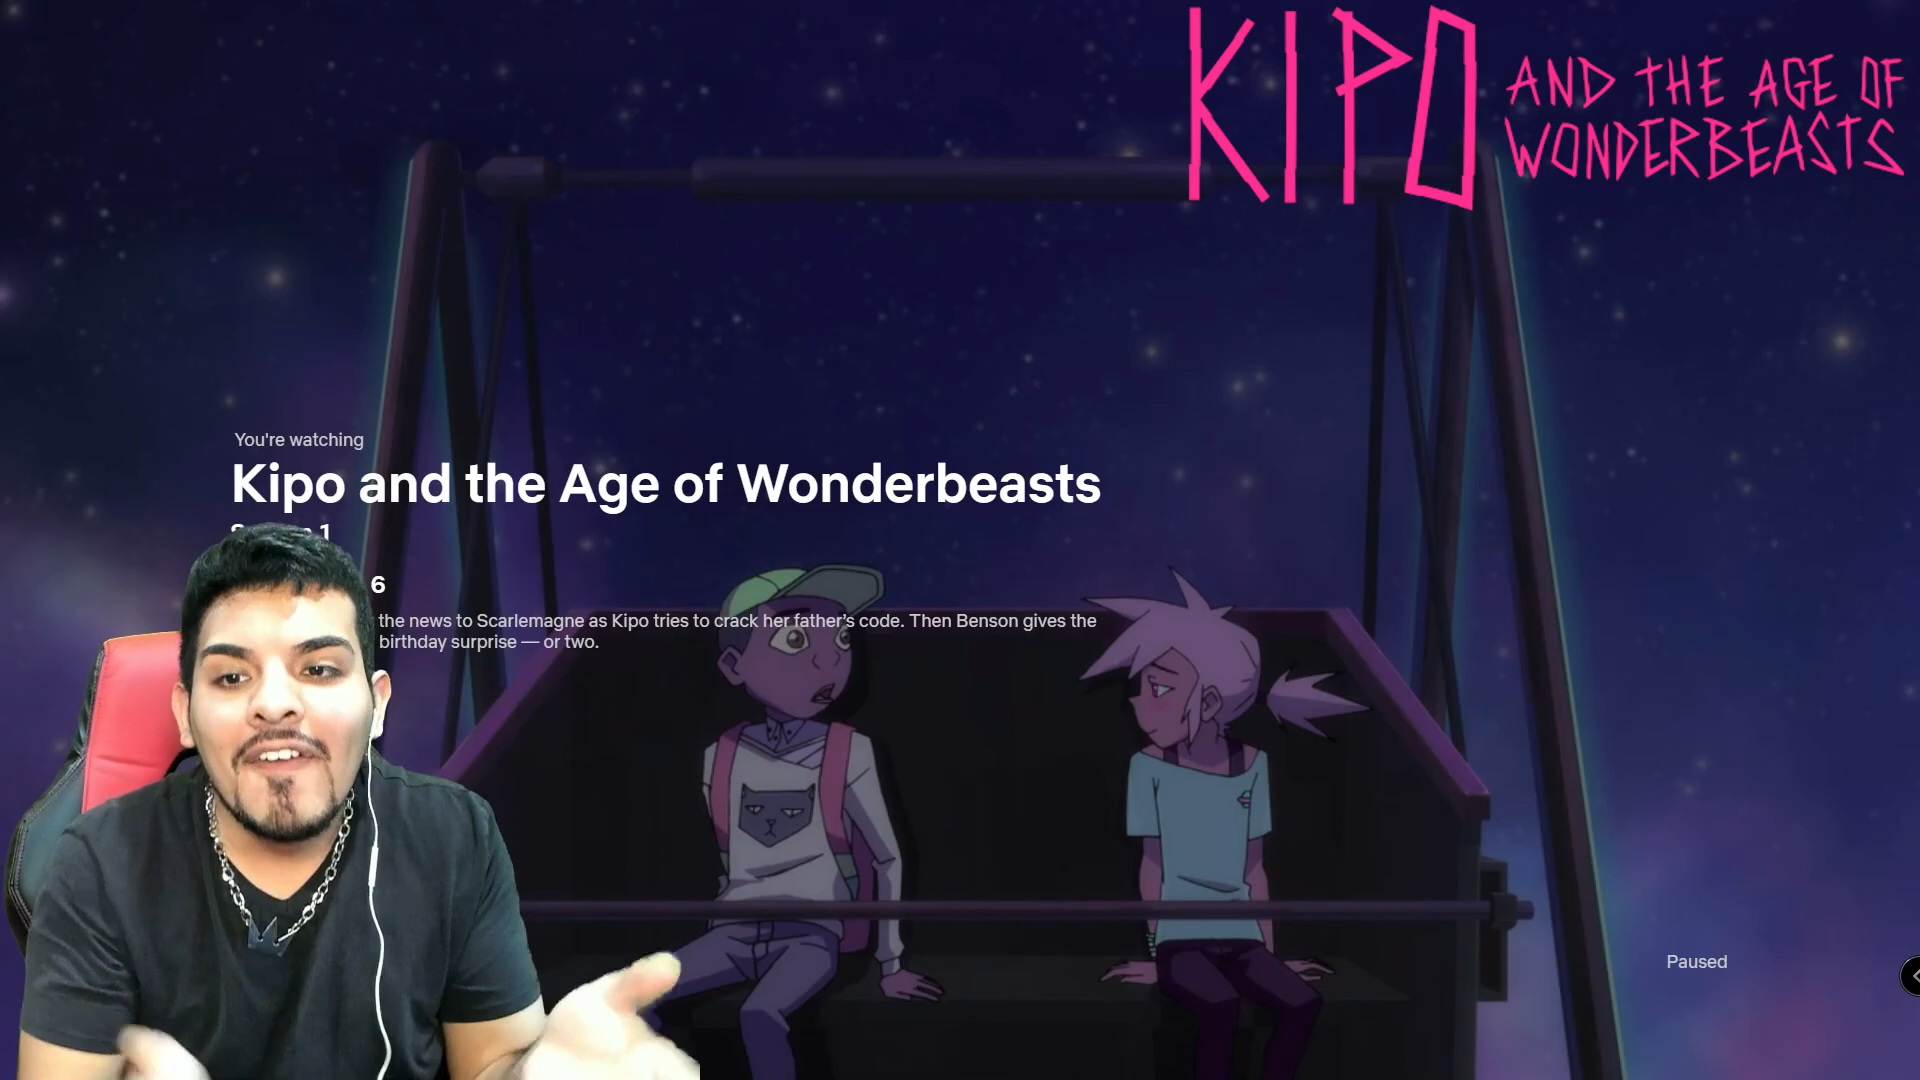 KIPO AND THE AGE OF
WONDERBEASTS
You're watching
Kipo and the Age of Wonderbeasts
1
6
the news to Scarlemagne as Kipo tries to crack her father's code. Then Benson gives the
birthday surprise — or two.
Paused